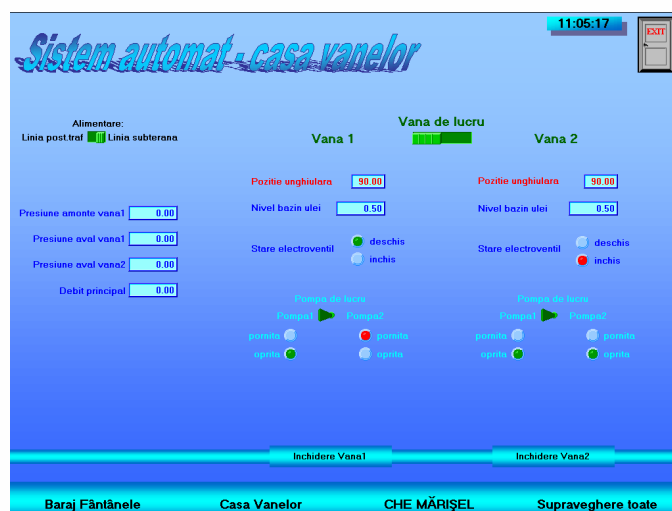 11:05:17
EXIT
Sistem automat - casa vanelor
Alimentare:
Linia post.traf Linia subterana
Vana de lucru
Vana 1
Vana 2
Pozitie unghiulara 90.00
Nivel bazin ulei 0.50
Stare electroventil
deschis
inchis
Pozitie unghiulara 90.00
Nivel bazin ulei 0.50
Stare electroventil
deschis
inchis
Presiune amonte vana1 0.00
Presiune aval vana1 0.00
Presiune aval vana2 0.00
Debit principal 0.00
Pompa de lucru
Pompa1 Pompa2
pornita pornita
oprita oprita
Pompa de lucru
Pompa1 Pompa2
pornita pornita
oprita oprita
Inchidere Vana1
Inchidere Vana2
Baraj Fântânele
Casa Vanelor
CHE MĂRIŞEL
Supraveghere toate